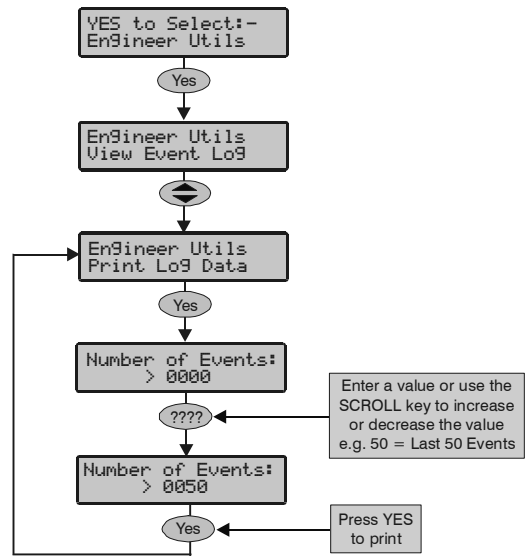 YES to Select:-
Engineer Utils
Yes
Engineer Utils
View Event Log
Engineer Utils
Print Log Data
Yes
Number of Events:
> 0000
????
Enter a value or use the
SCROLL key to increase
or decrease the value
e.g. 50 = Last 50 Events
Number of Events:
> 0050
Yes
Press YES
to print